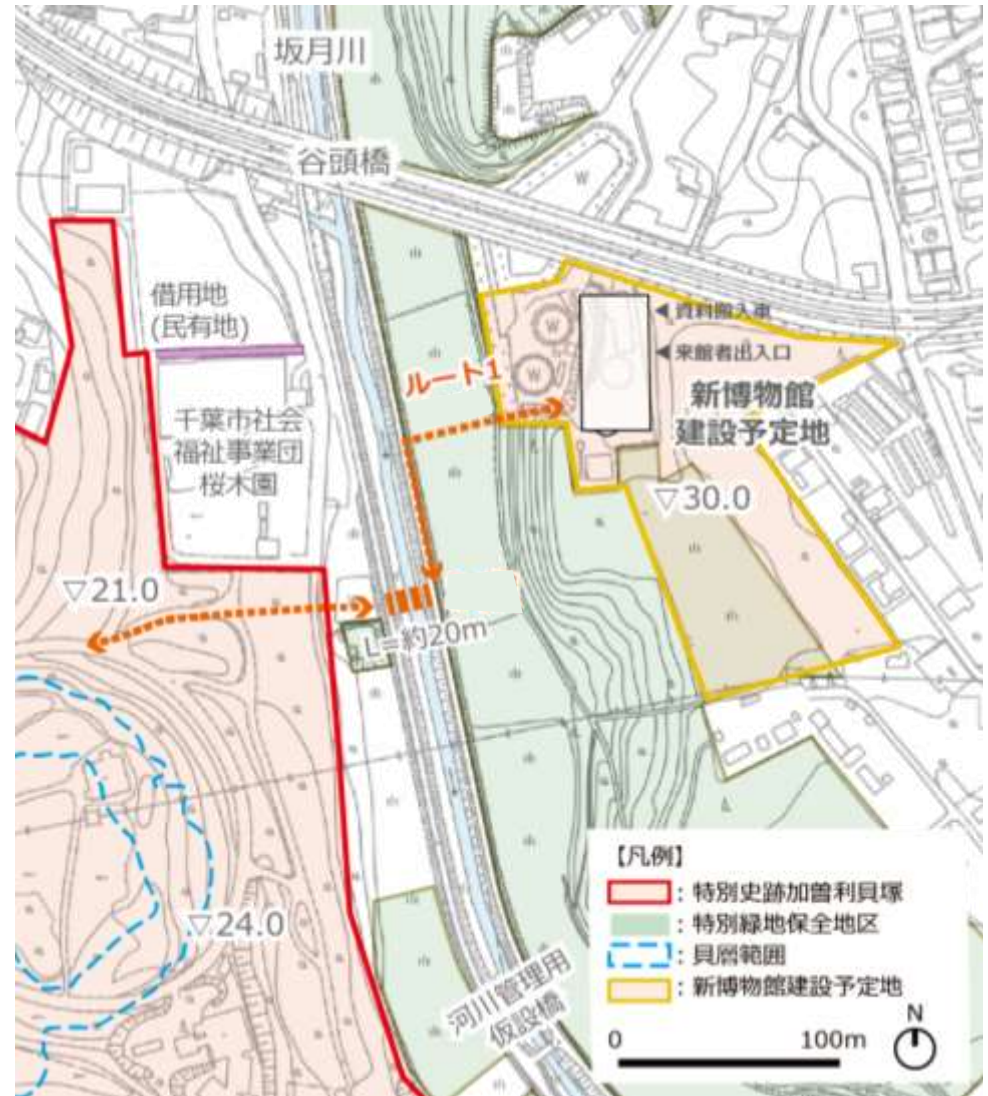 坂月川
谷頭橋
借用地
(民有地)
ルート1
資料搬入車
来館者出入口
新博物館
建設予定地
千葉市社会
福祉事業団
桜木園
▽30.0
▽21.0
L=約20m
▽24.0
河川管理用
仮設橋
W
W
W
【凡例】
：特別史跡加曽利貝塚
：特別緑地保全地区
：貝層範囲
：新博物館建設予定地
N
0 100m